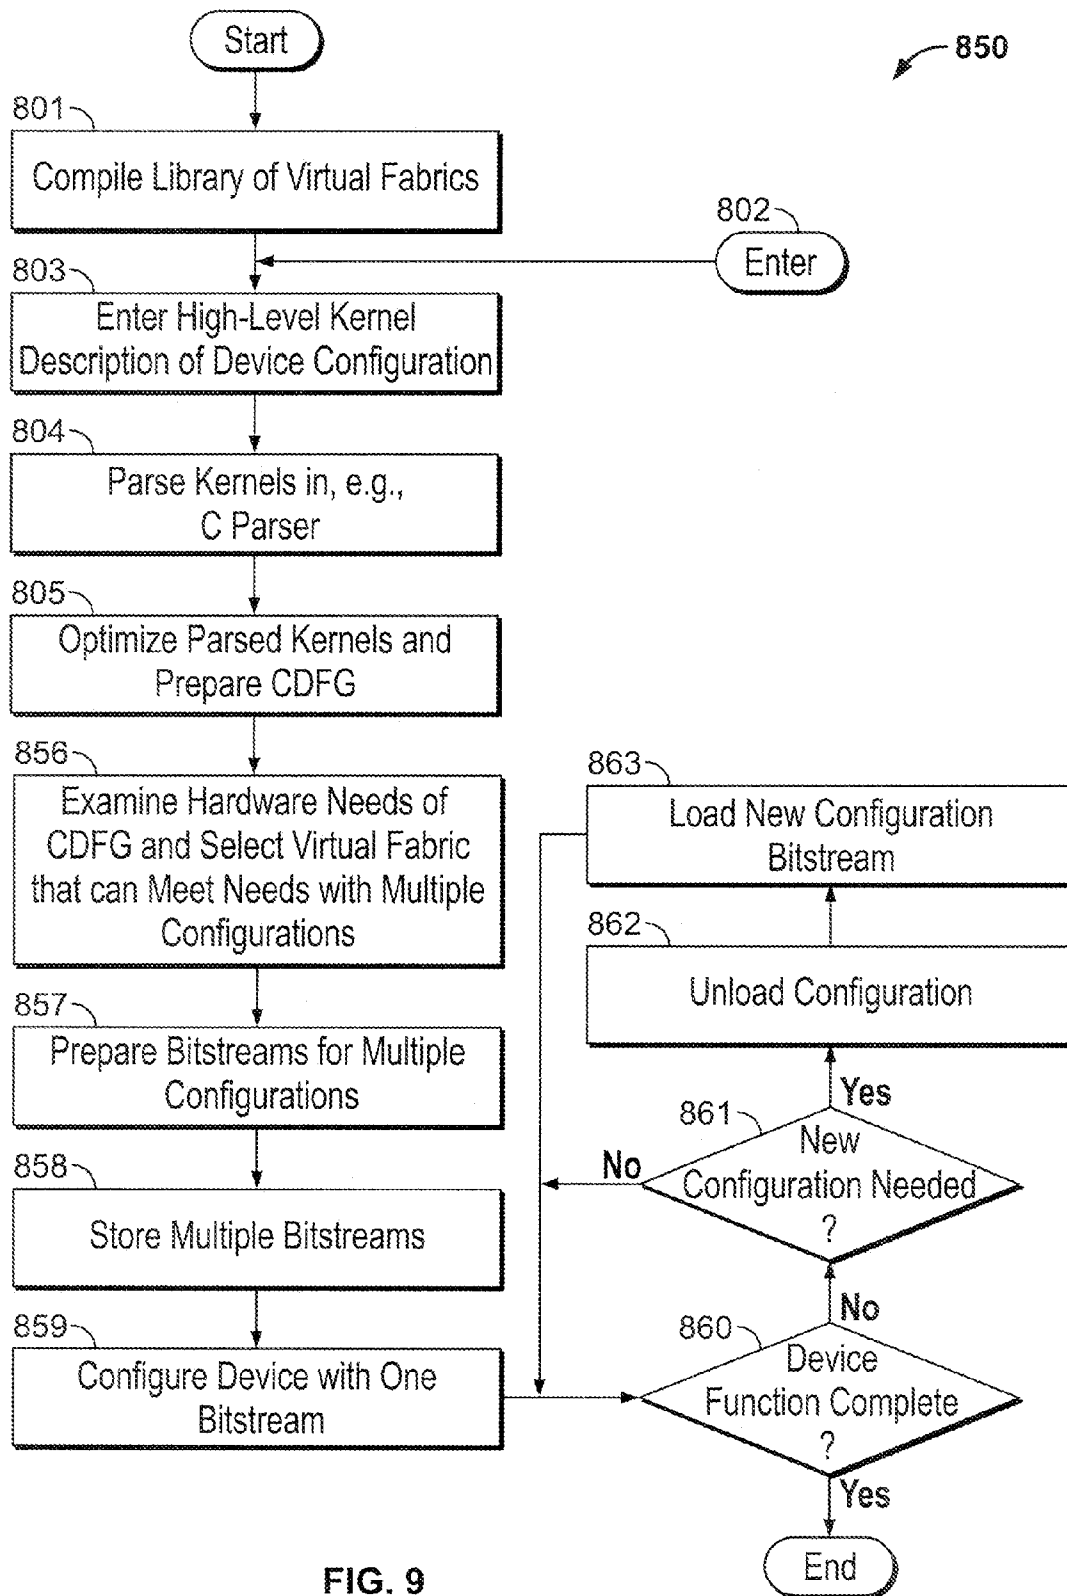 Start
850
801
Compile Library of Virtual Fabrics
802
Enter
803
Enter High-Level Kernel
Description of Device Configuration
804
Parse Kernels in, e.g.,
C Parser
805
Optimize Parsed Kernels and
Prepare CDFG
856
Examine Hardware Needs of
CDFG and Select Virtual Fabric
that can Meet Needs with Multiple
Configurations
857
Prepare Bitstreams for Multiple
Configurations
858
Store Multiple Bitstreams
859
Configure Device with One
Bitstream
863
Load New Configuration
Bitstream
862
Unload Configuration
Yes
861
New
Configuration Needed
?
No
No
860
Device
Function Complete
?
Yes
End
FIG. 9